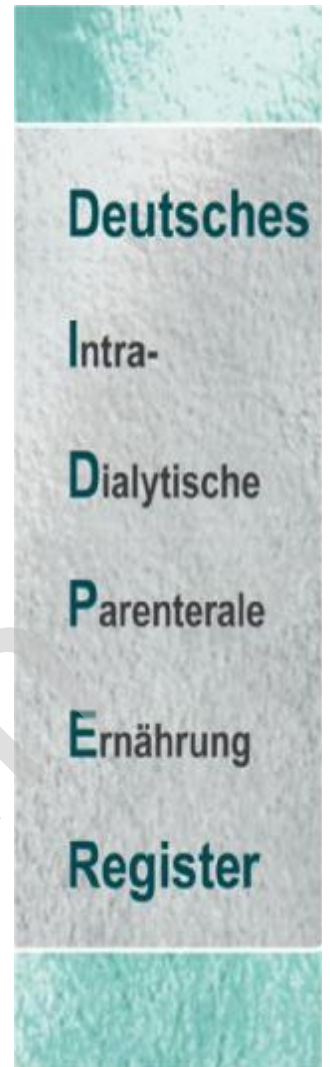 Deutsches
Intra-
Dialytische
Parenterale
Ernährung
Register